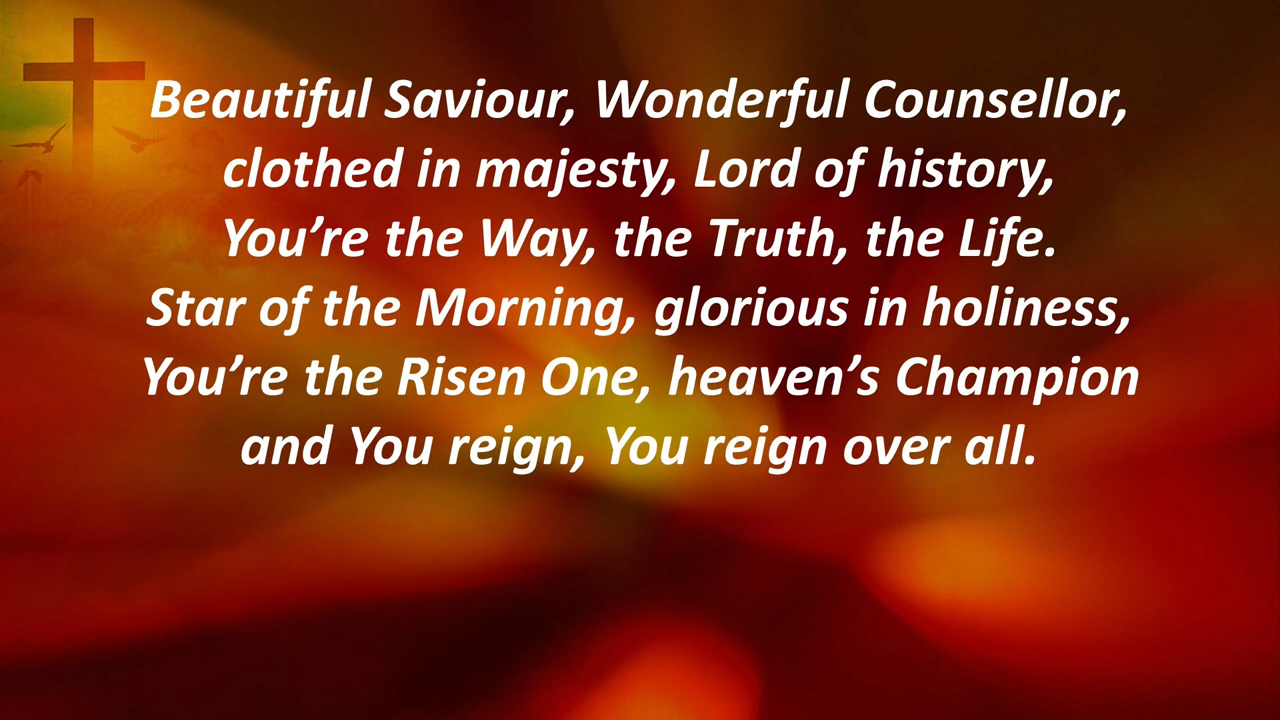 Beautiful Saviour, Wonderful Counsellor,
clothed in majesty, Lord of history,
You’re the Way, the Truth, the Life.
Star of the Morning, glorious in holiness,
You’re the Risen One, heaven’s Champion
and You reign, You reign over all.